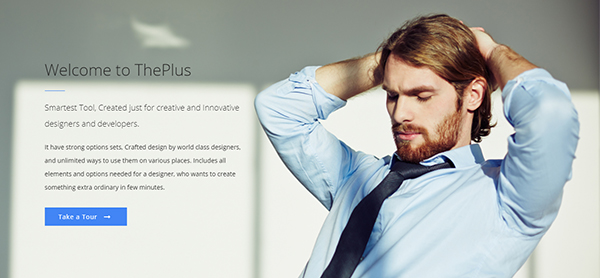 Welcome to ThePlus
Smartest Tool, Created just for creative and Innovative
designers and developers.
It have strong options sets, Crafted design by world class designers,
and unlimited ways to use them on various places. Includes all
elements and options needed for a designer, who wants to create
something extra ordinary in few minutes.
Take a Tour →